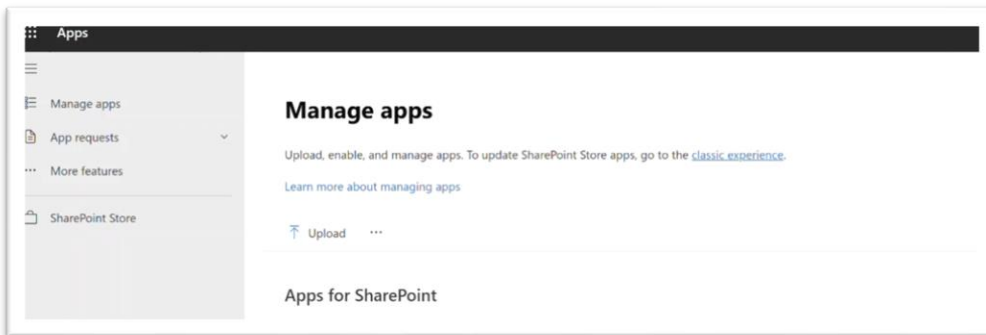 Apps
Manage apps
App requests
More features
SharePoint Store
Manage apps
Upload, enable, and manage apps. To update SharePoint Store apps, go to the classic experience.
Learn more about managing apps
Upload
Apps for SharePoint